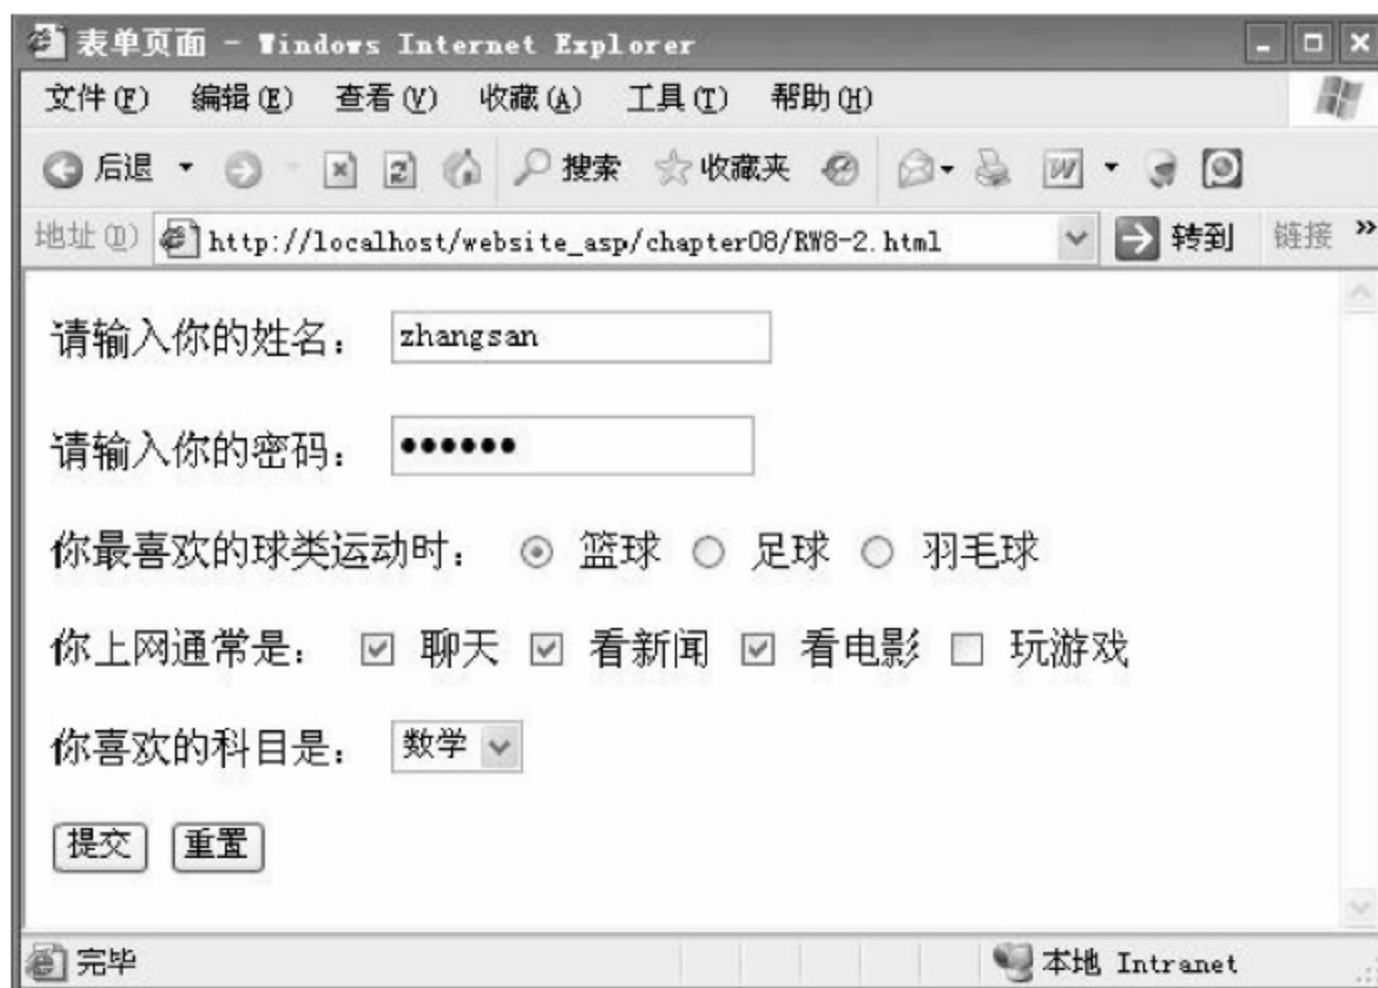 表单页面 - Windows Internet Explorer
文件(F) 编辑(E) 查看(V) 收藏(A) 工具(T) 帮助(H)
后退 搜索 收藏夹 W
地址(D) http://localhost/website_asp/chapter08/RW8-2.html 转到 链接 »
请输入你的姓名： zhangsan
请输入你的密码： ●●●●●●
你最喜欢的球类运动时： 篮球 足球 羽毛球
你上网通常是： 聊天 看新闻 看电影 玩游戏
你喜欢的科目是： 数学
提交 重置
完毕 本地 Intranet